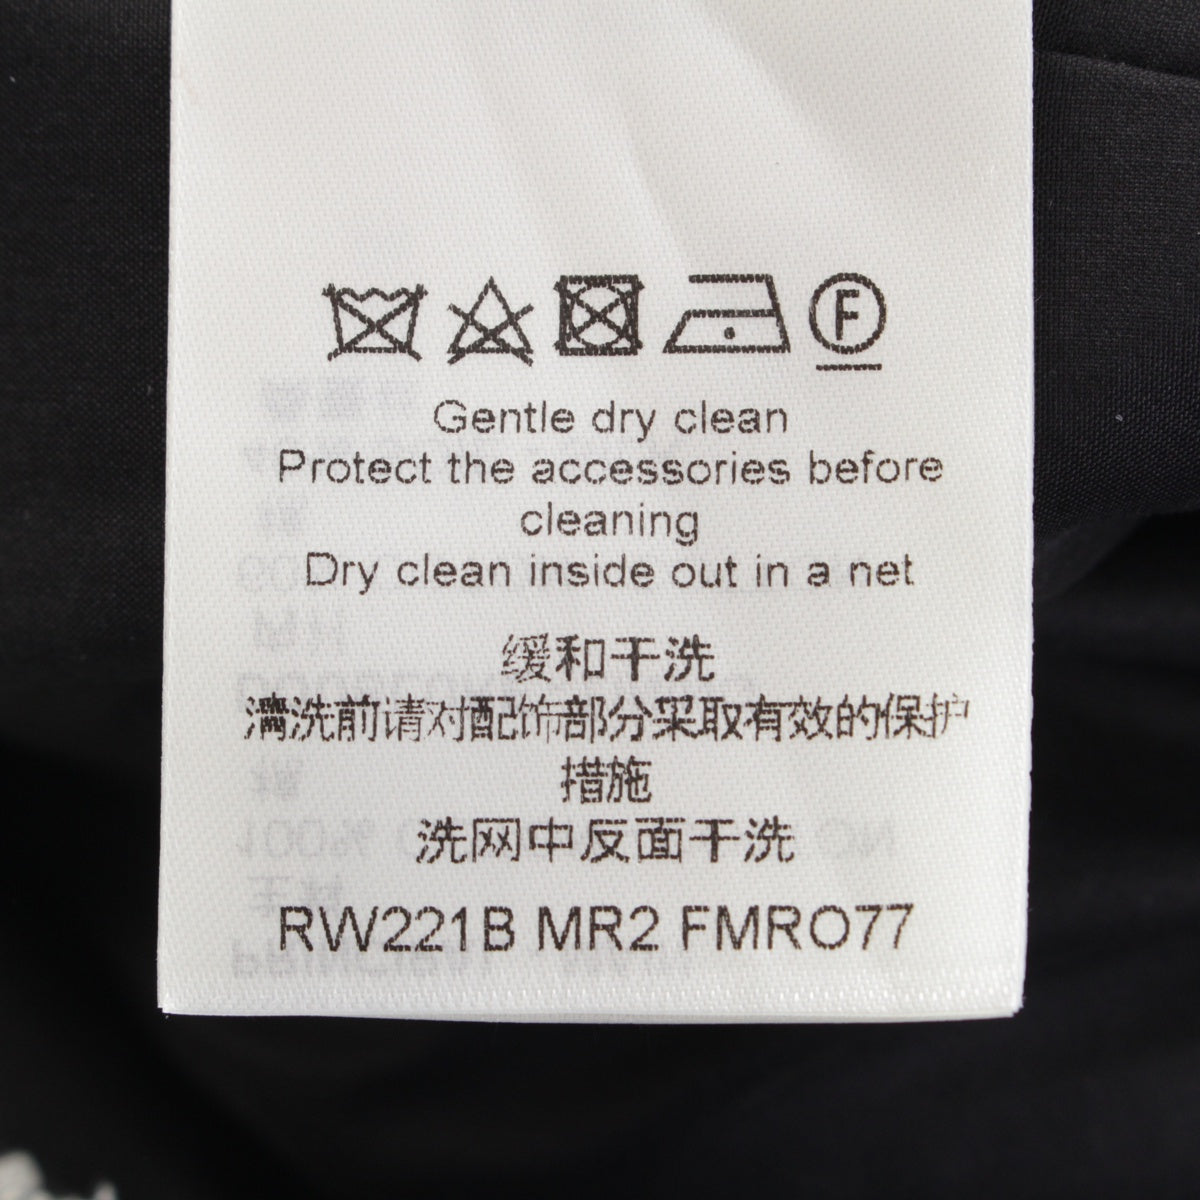 F
Gentle dry clean
Protect the accessories before
cleaning
Dry clean inside out in a net
缓和干洗
清洗前请对配饰部分采取有效的保护
措施
洗网中反面干洗
RW221B MR2 FMRO77